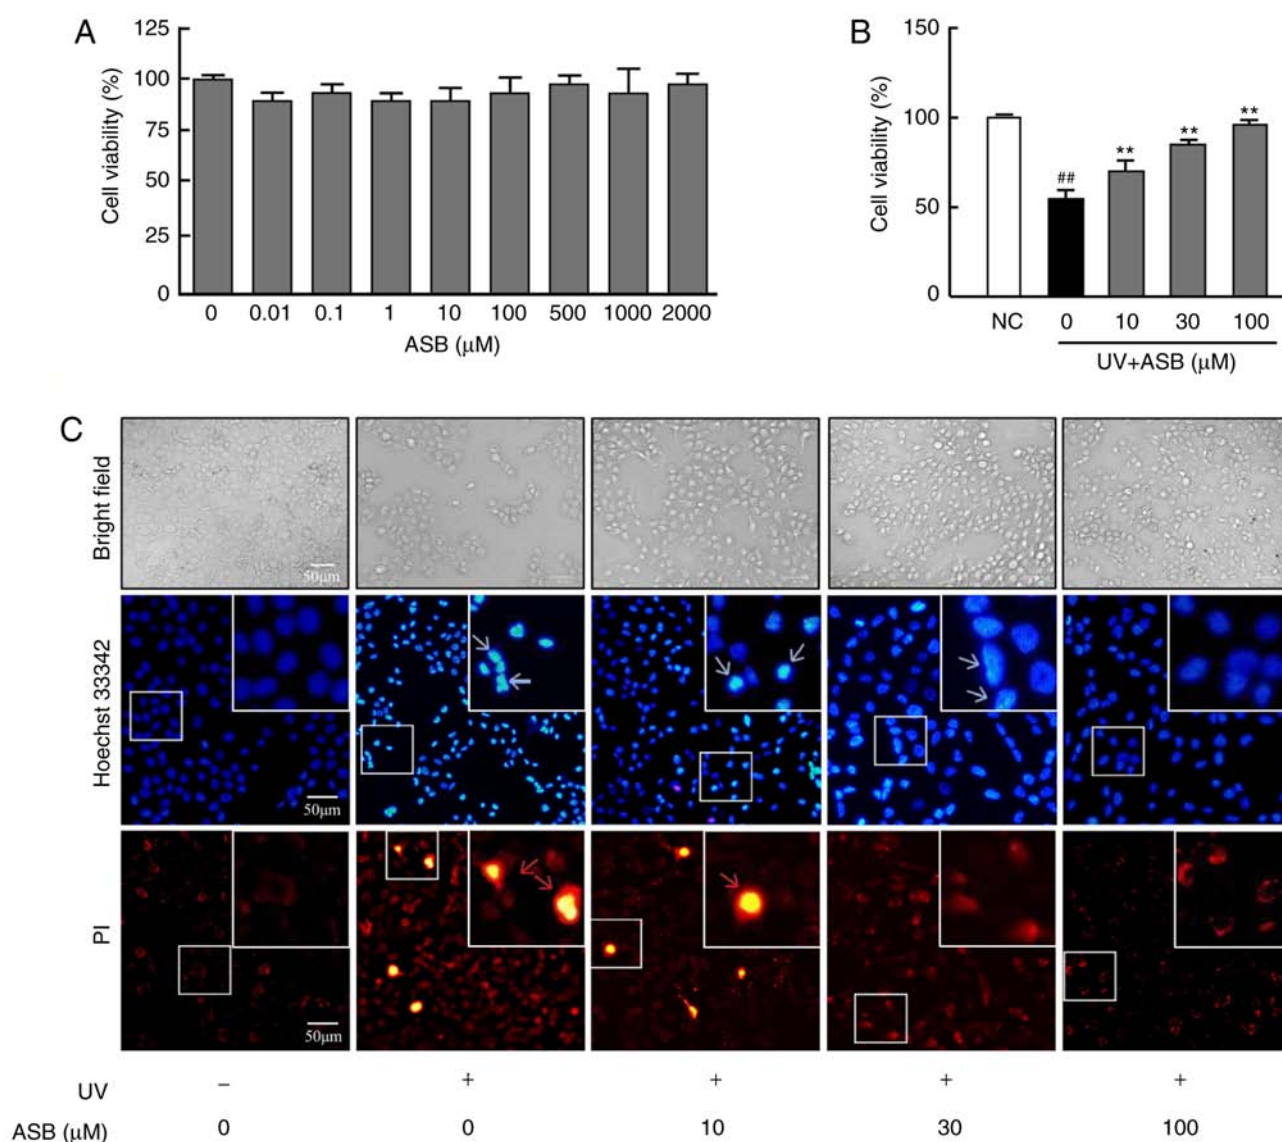 A
Cell viability (%)
125
100
75
50
25
0
0 0.01 0.1 1 10 100 500 1000 2000
ASB (μM)
B
Cell viability (%)
150
100
50
0
##
**
**
**
NC 0 10 30 100
UV+ASB (μM)
C
Bright field
50μm
Hoechst 333342
50μm
PI
50μm
UV − + + + +
ASB (μM) 0 0 10 30 100